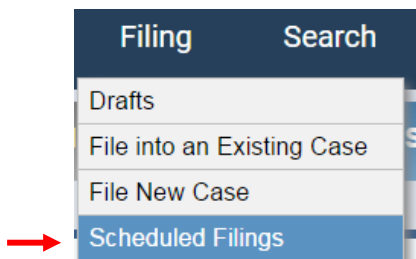 Filing Search
Drafts
File into an Existing Case
File New Case
Scheduled Filings